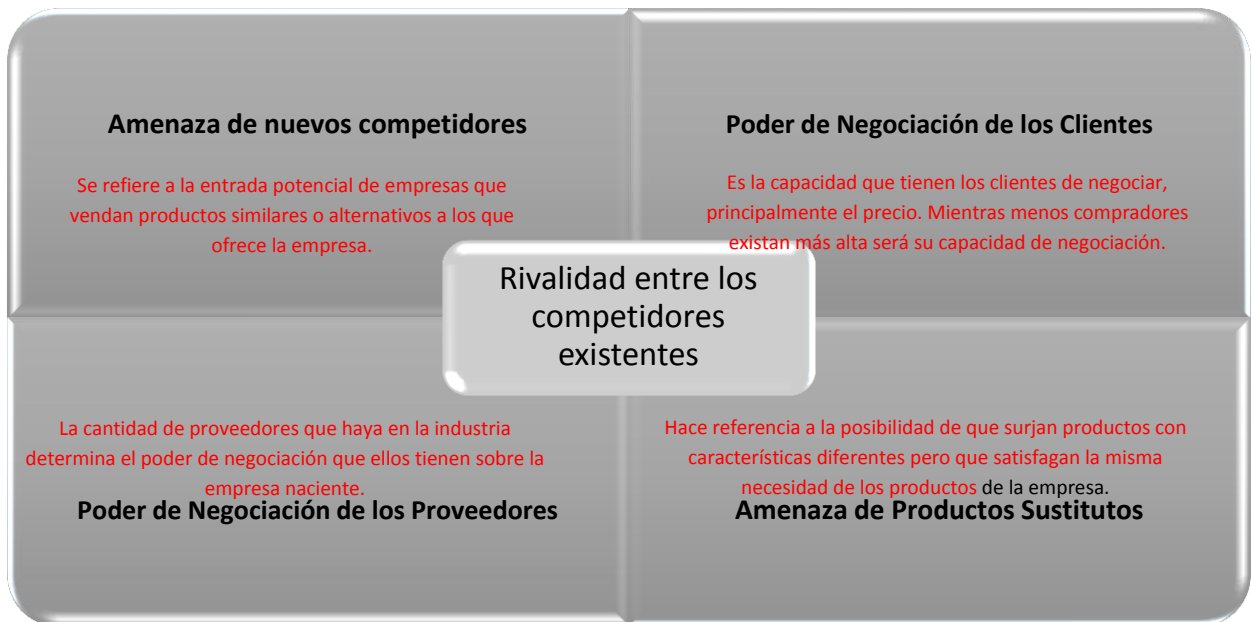 Amenaza de nuevos competidores
Se refiere a la entrada potencial de empresas que
vendan productos similares o alternativos a los que
ofrece la empresa.
Poder de Negociación de los Clientes
Es la capacidad que tienen los clientes de negociar,
principalmente el precio. Mientras menos compradores
existan más alta será su capacidad de negociación.
Rivalidad entre los
competidores
existentes
La cantidad de proveedores que haya en la industria
determina el poder de negociación que ellos tienen sobre la
empresa naciente.
Poder de Negociación de los Proveedores
Hace referencia a la posibilidad de que surjan productos con
características diferentes pero que satisfagan la misma
necesidad de los productos de la empresa.
Amenaza de Productos Sustitutos